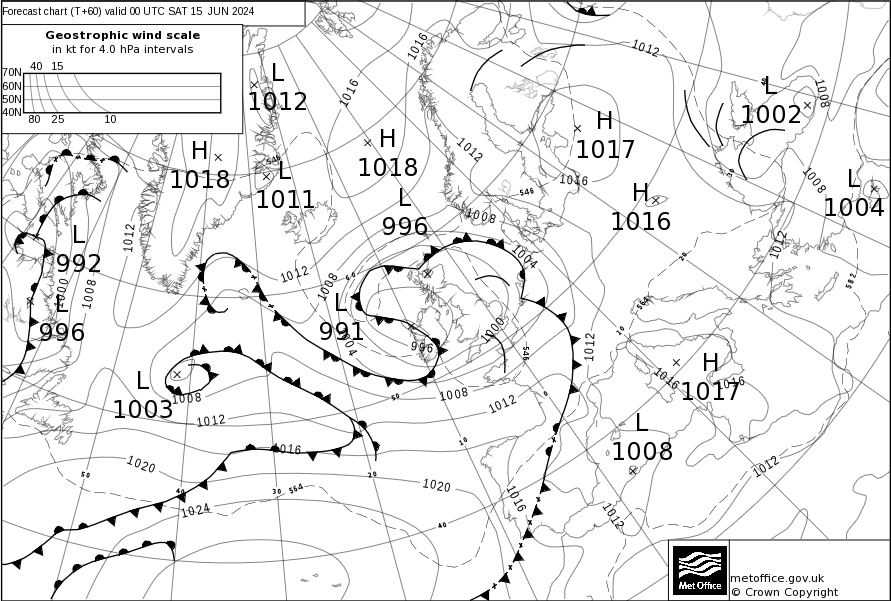 Forecast chart (T+60) valid 00 UTC SAT 15 JUN 2024
Geostrophic wind scale
in kt for 4.0 hPa intervals
40 15
70N
60N
50N
40N
80 25 10
L
1012
H
1018
L
1011
H
1018
L
996
H
1017
H
1016
L
1002
L
1004
L
992
L
996
L
991
L
1003
H
1017
L
1008
1016
1016
1012
1012
1016
1008
1008
1012
1008
1004
1012
1012
1008
1000
1008
1004
1000
996
1012
1008
1012
1008
1012
1016
1016
1016
1020
1020
1024
1016
1012
1012
546
546
546
564
564
582
60
50
40
30
20
10
0
50
10
40
20
10
metoffice.gov.uk
© Crown Copyright
Met Office